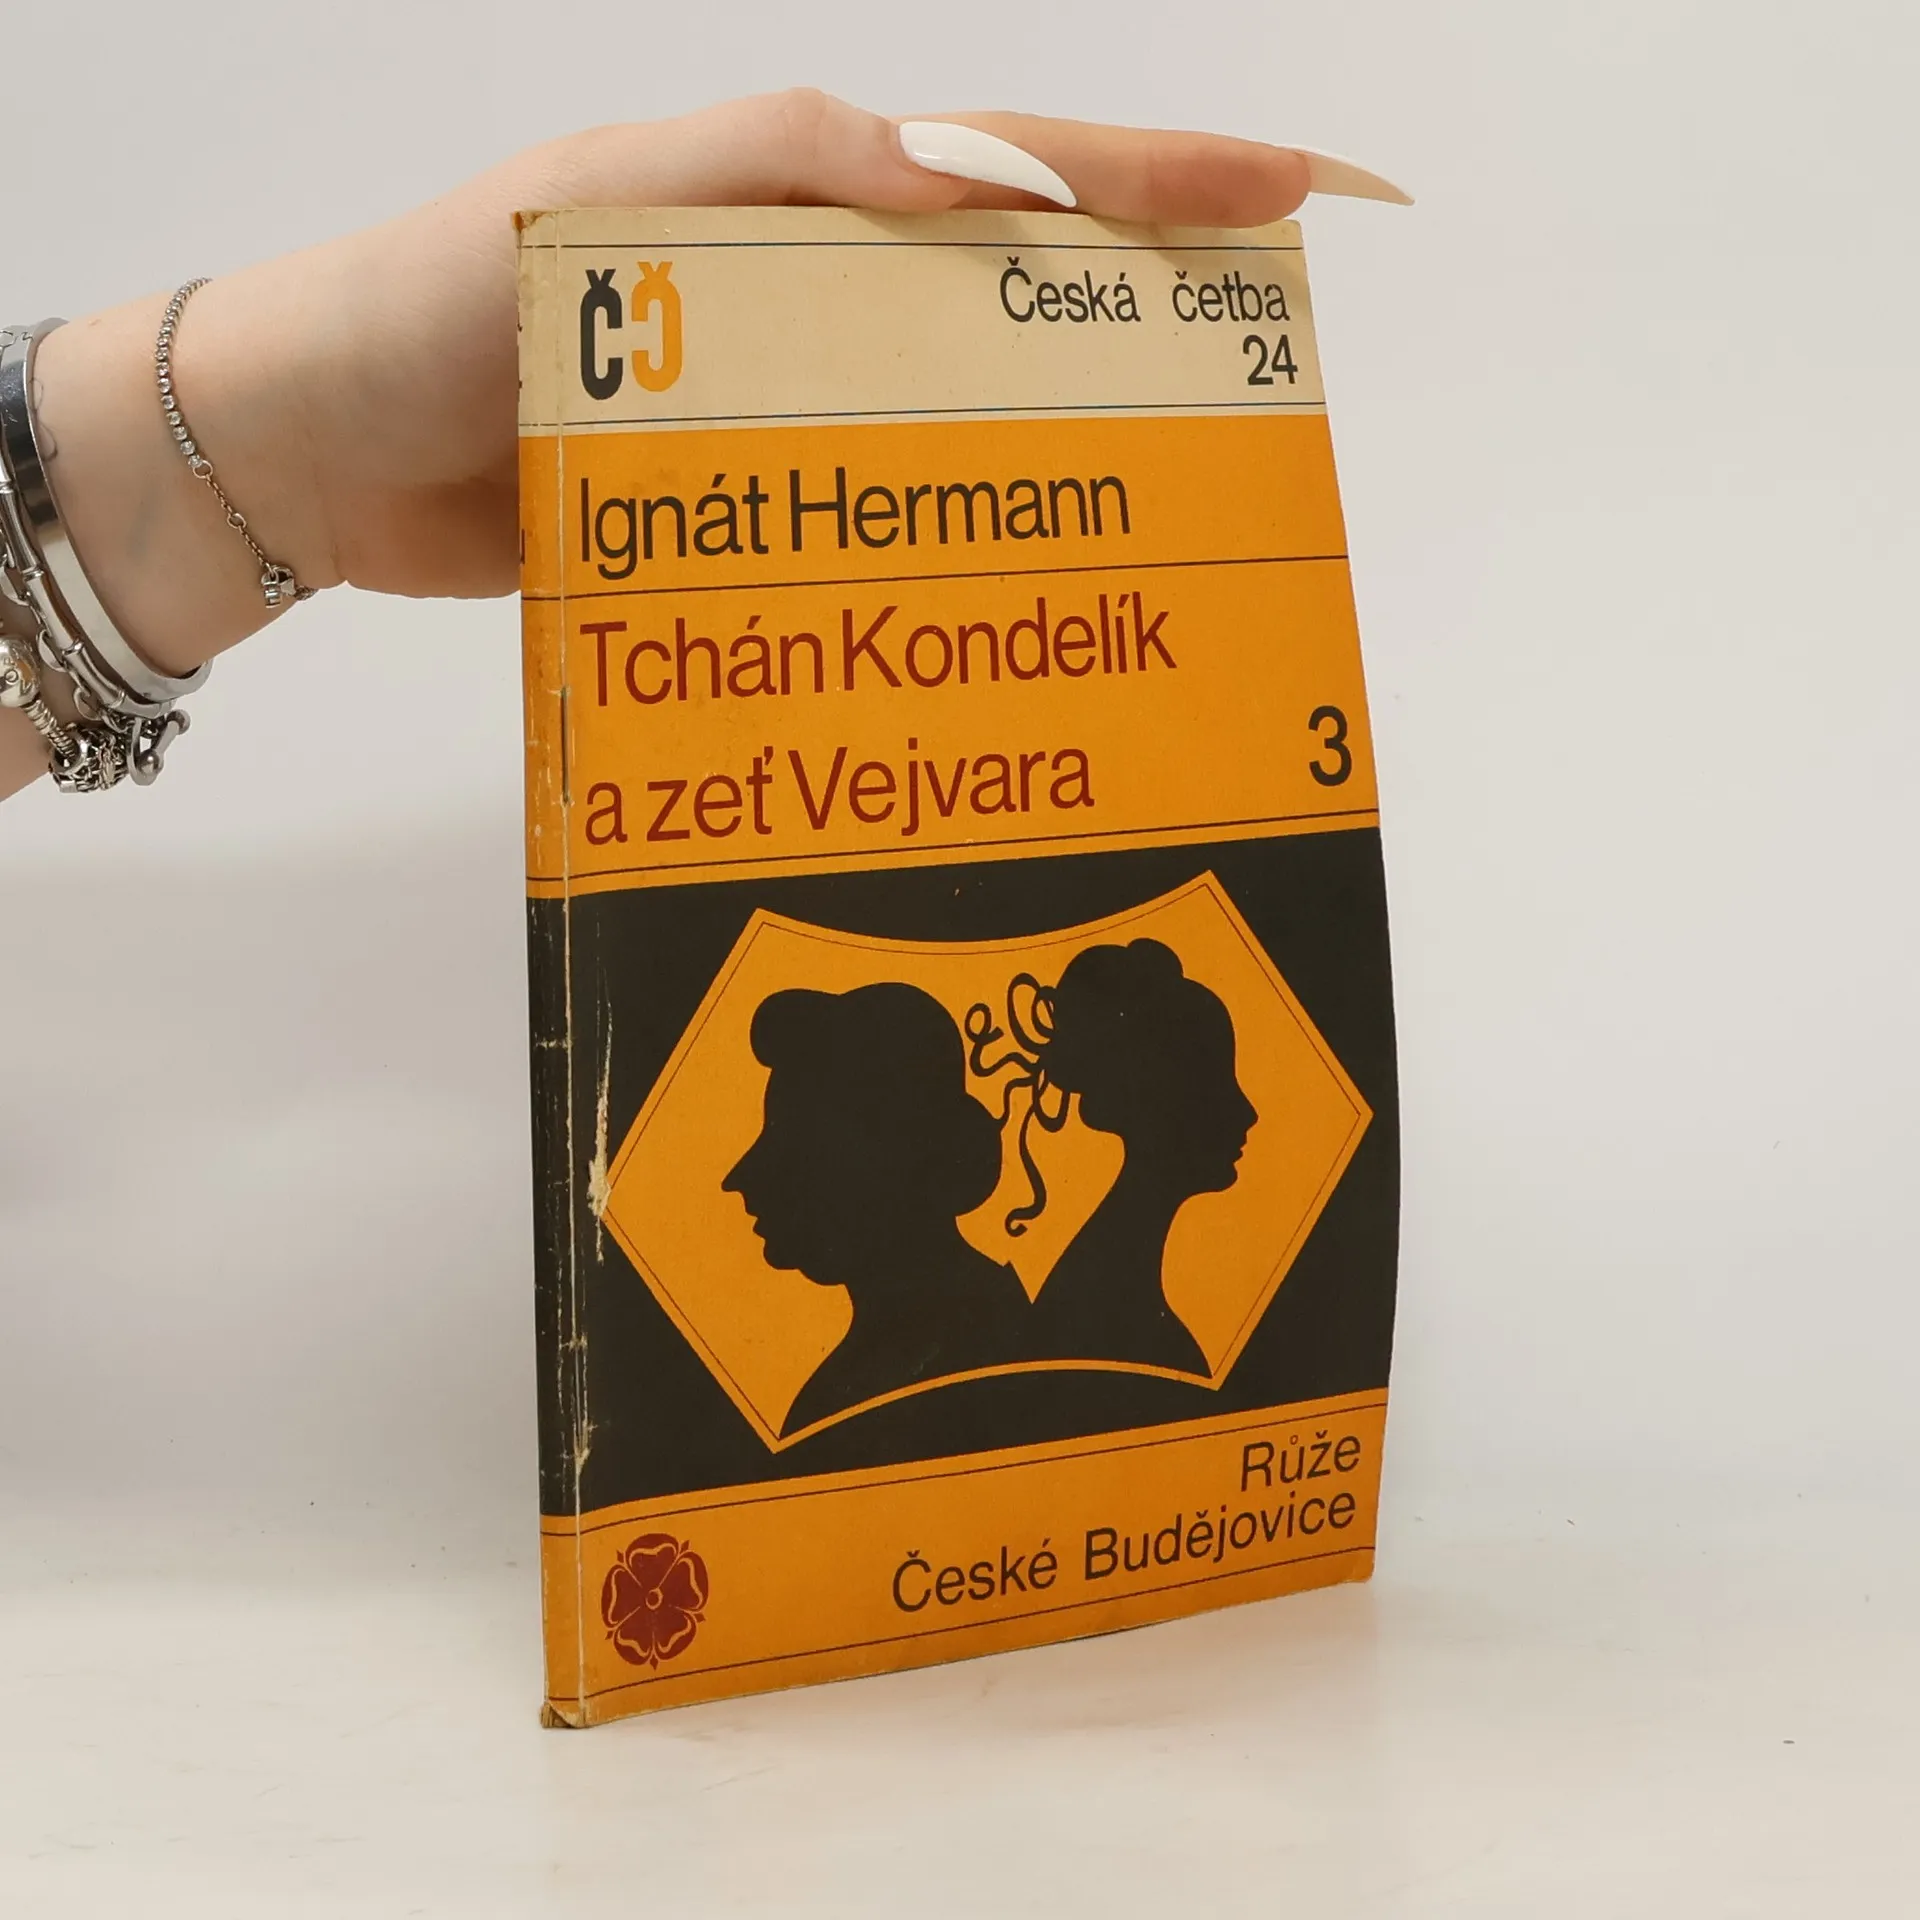 ČČ
Česká četba
24
Ignát Hermann
Tchán Kondelík
a zeť Vejvara
3
Růže
České Budějovice